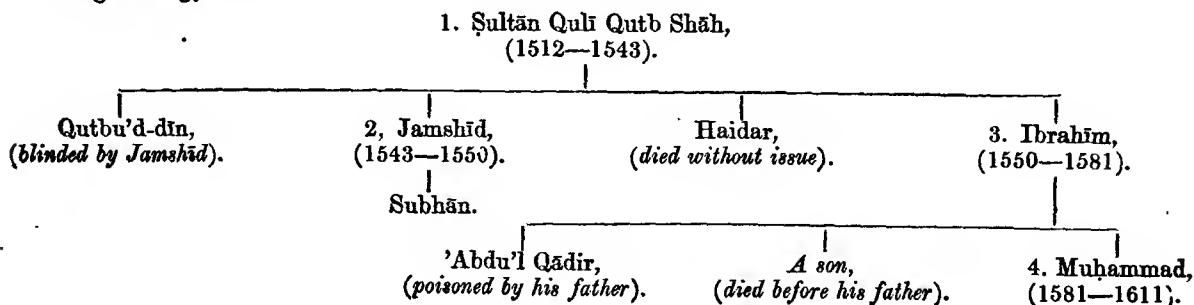 1. Ṣultān Qulī Qutb Shāh,
(1512—1543).
Qutbu'd-dīn, 2, Jamshīd, Haidar, 3. Ibrahīm,
(blinded by Jamshīd). (1543—1550). (died without issue). (1550—1581).
Subhān.
'Abdu'l Qādir, A son, 4. Muḥammad,
(poisoned by his father). (died before his father). (1581—1611).